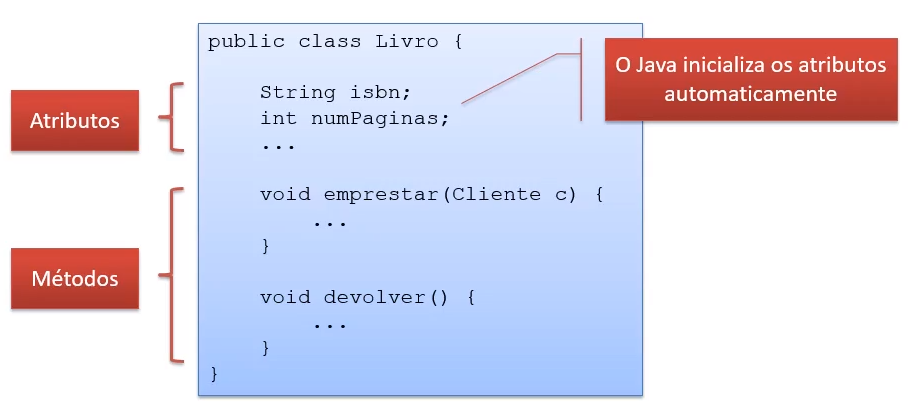 public class Livro {
O Java inicializa os atributos
automaticamente
Atributos
String isbn;
int numPaginas;
...
Métodos
void emprestar(Cliente c) {
...
}
void devolver() {
...
}
}